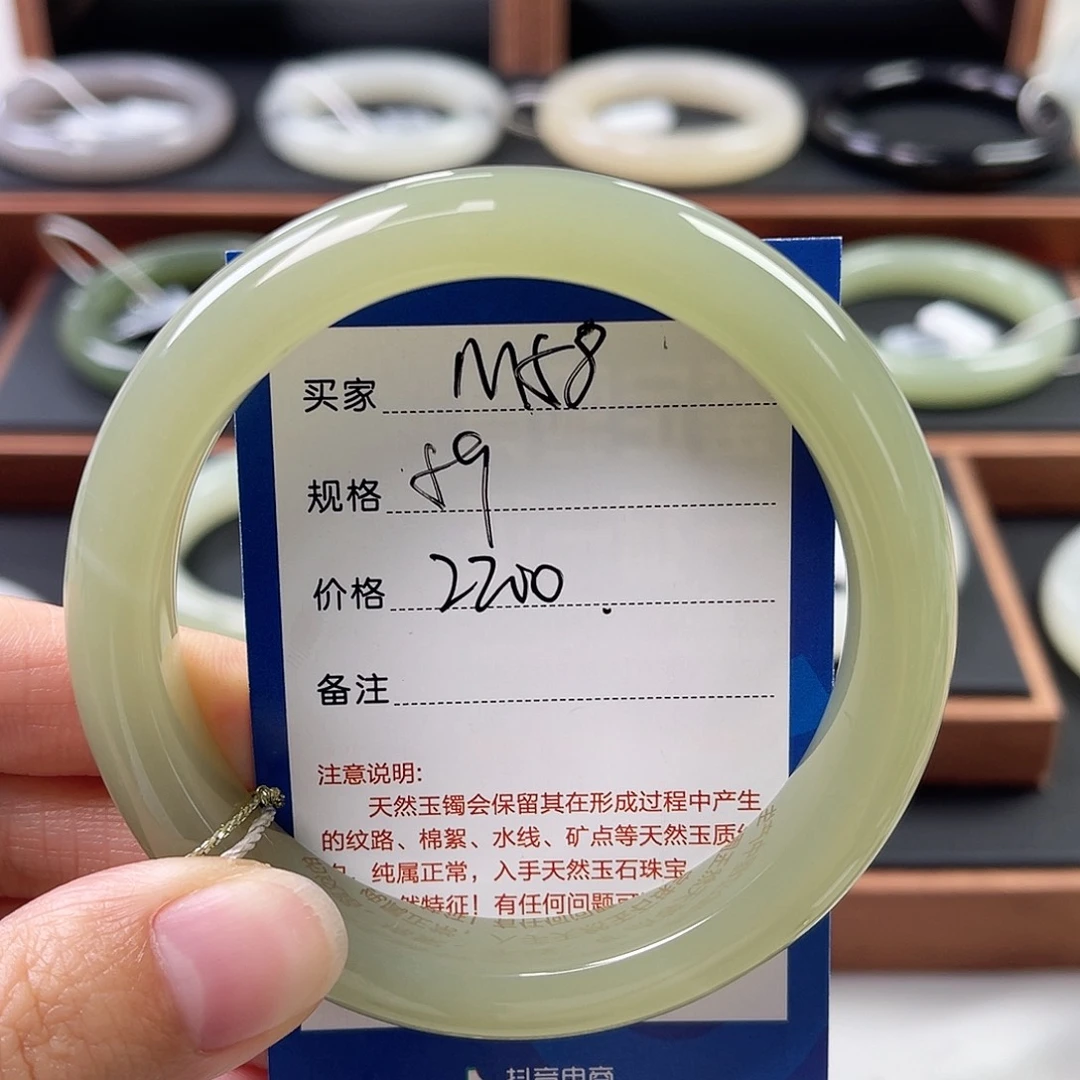 买家 M58
规格 59
价格 2200.
备注
注意说明:
天然玉镯会保留其在形成过程中产生
的纹路、棉絮、水线、矿点等天然玉质
纯属正常，入手天然玉石珠宝
然特征！有任何问题可
抖音电商